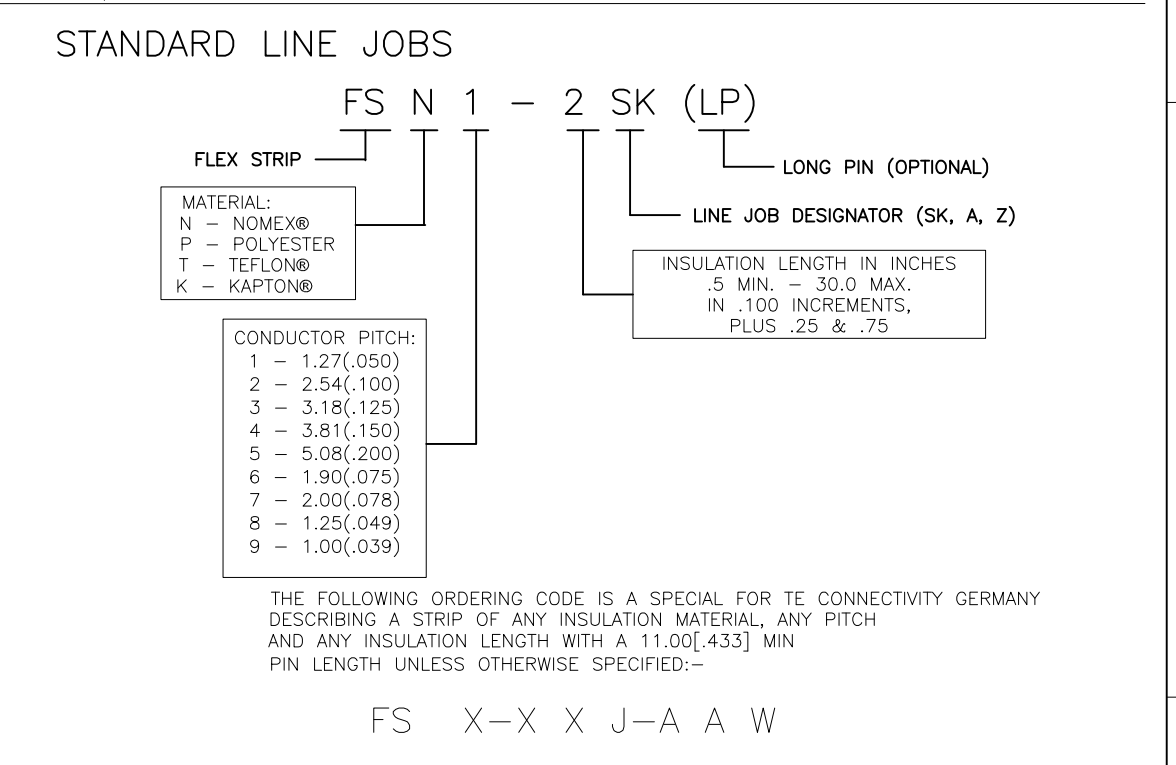 STANDARD LINE JOBS
FS N 1 - 2 SK (LP)
FLEX STRIP
LONG PIN (OPTIONAL)
MATERIAL:
N - NOMEX®
P - POLYESTER
T - TEFLON®
K - KAPTON®
LINE JOB DESIGNATOR (SK, A, Z)
INSULATION LENGTH IN INCHES
.5 MIN. - 30.0 MAX.
IN .100 INCREMENTS,
PLUS .25 & .75
CONDUCTOR PITCH:
1 - 1.27(.050)
2 - 2.54(.100)
3 - 3.18(.125)
4 - 3.81(.150)
5 - 5.08(.200)
6 - 1.90(.075)
7 - 2.00(.078)
8 - 1.25(.049)
9 - 1.00(.039)
THE FOLLOWING ORDERING CODE IS A SPECIAL FOR TE CONNECTIVITY GERMANY
DESCRIBING A STRIP OF ANY INSULATION MATERIAL, ANY PITCH
AND ANY INSULATION LENGTH WITH A 11.00[.433] MIN
PIN LENGTH UNLESS OTHERWISE SPECIFIED:-
FS X-X X J-A A W